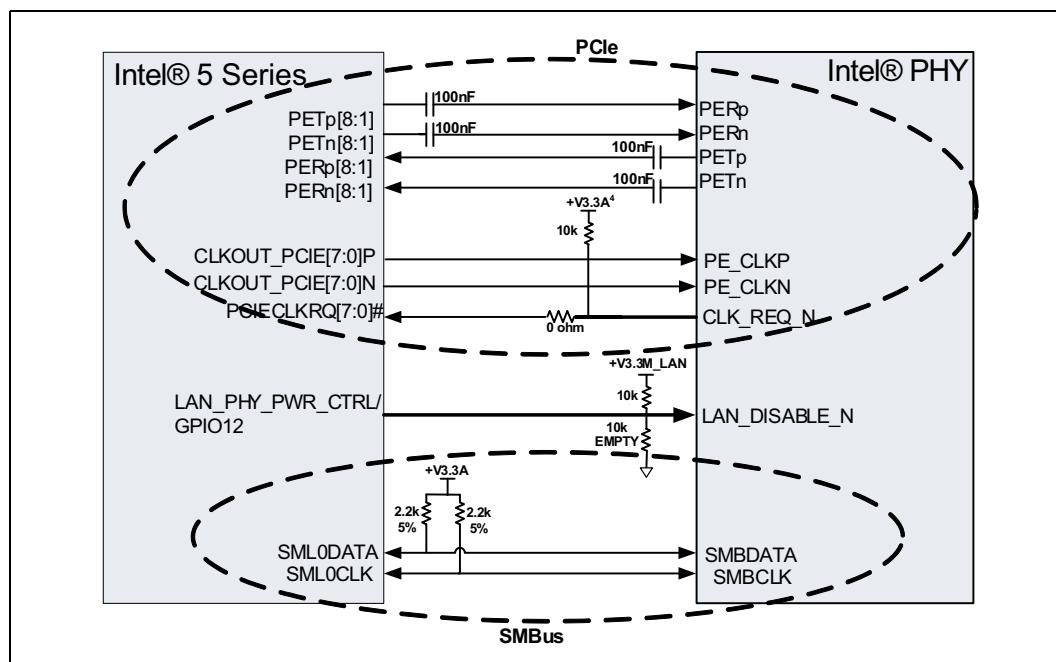 PCIe
Intel® 5 Series
Intel® PHY
100nF
PETp[8:1]
PERp
100nF
PETn[8:1]
PERn
100nF
PERp[8:1]
PETp
100nF
PERn[8:1]
PETn
+V3.3A⁴
10k
CLKOUT_PCIE[7:0]P
PE_CLKP
CLKOUT_PCIE[7:0]N
PE_CLKN
PCIECLKRQ[7:0]#
0 ohm
CLK_REQ_N
+V3.3M_LAN
10k
LAN_PHY_PWR_CTRL/
GPIO12
LAN_DISABLE_N
10k
EMPTY
+V3.3A
2.2k
5%
2.2k
5%
SML0DATA
SMBDATA
SML0CLK
SMBCLK
SMBus